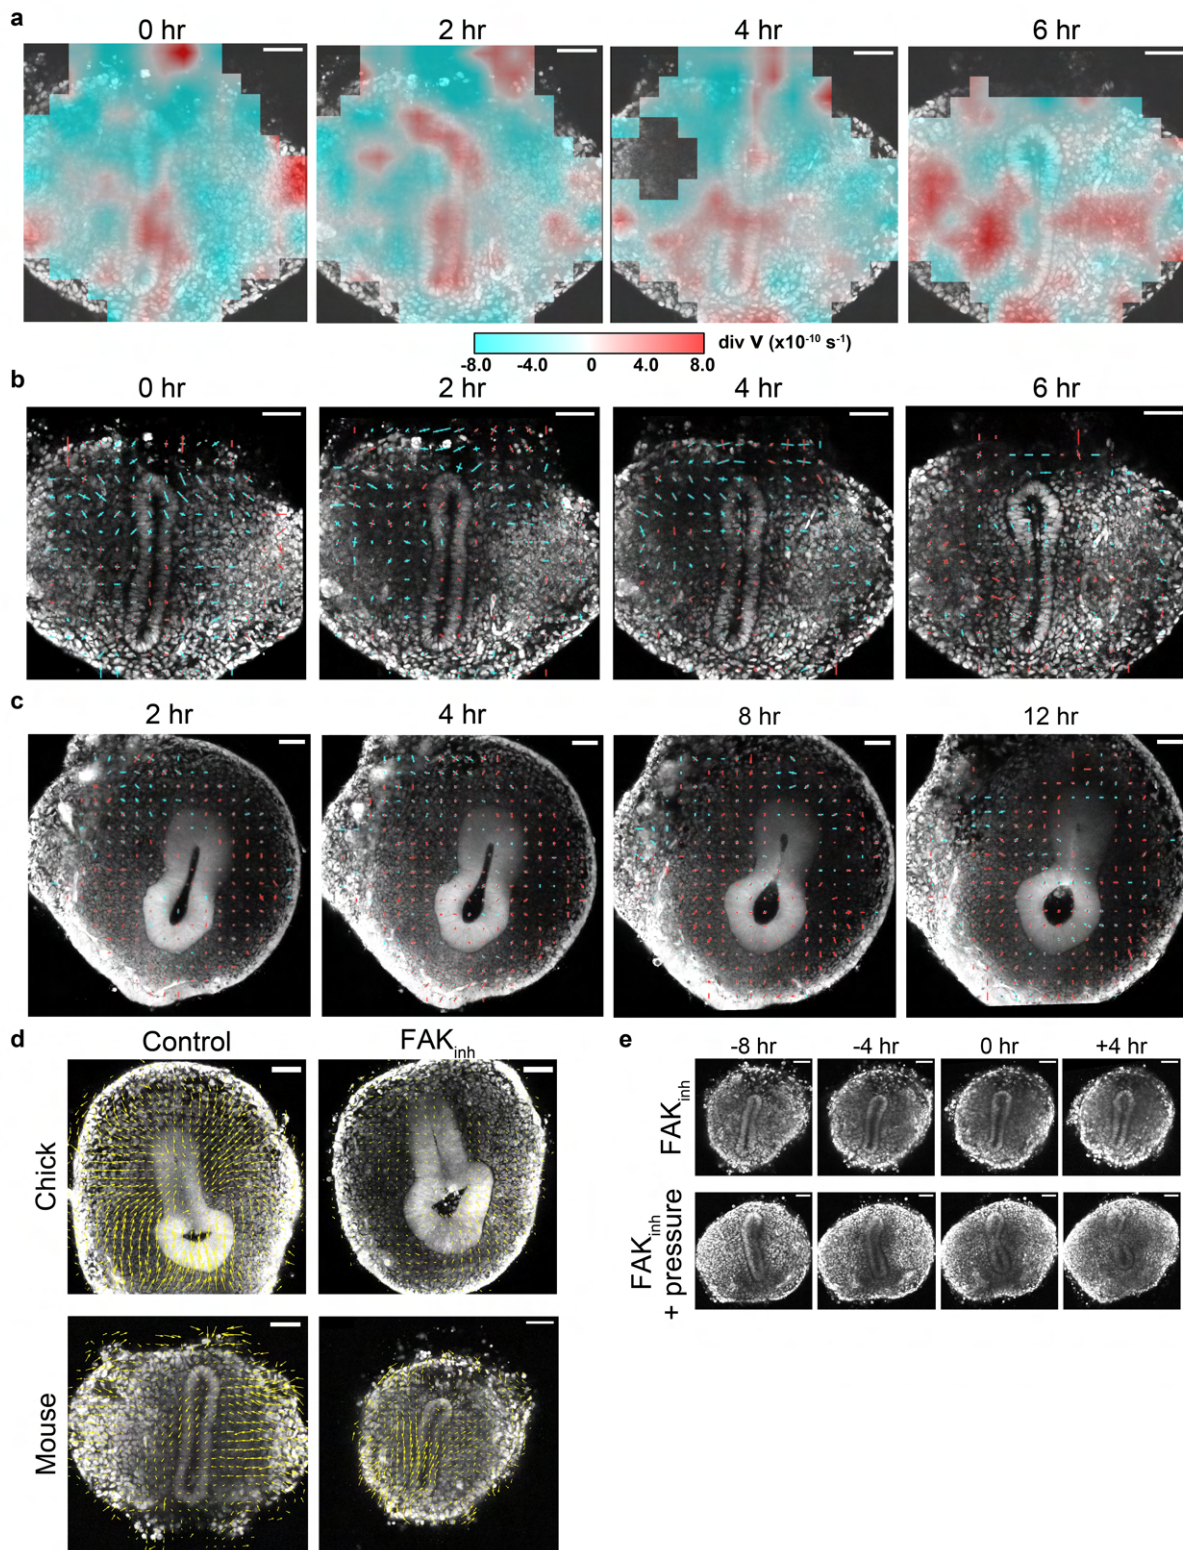 a
0 hr 2 hr 4 hr 6 hr
div V (x10⁻¹⁰ s⁻¹)
-8.0 -4.0 0 4.0 8.0
b
0 hr 2 hr 4 hr 6 hr
c
2 hr 4 hr 8 hr 12 hr
d
Control FAKinh
Chick
Mouse
e
-8 hr -4 hr 0 hr +4 hr
FAKinh
FAKinh
+ pressure